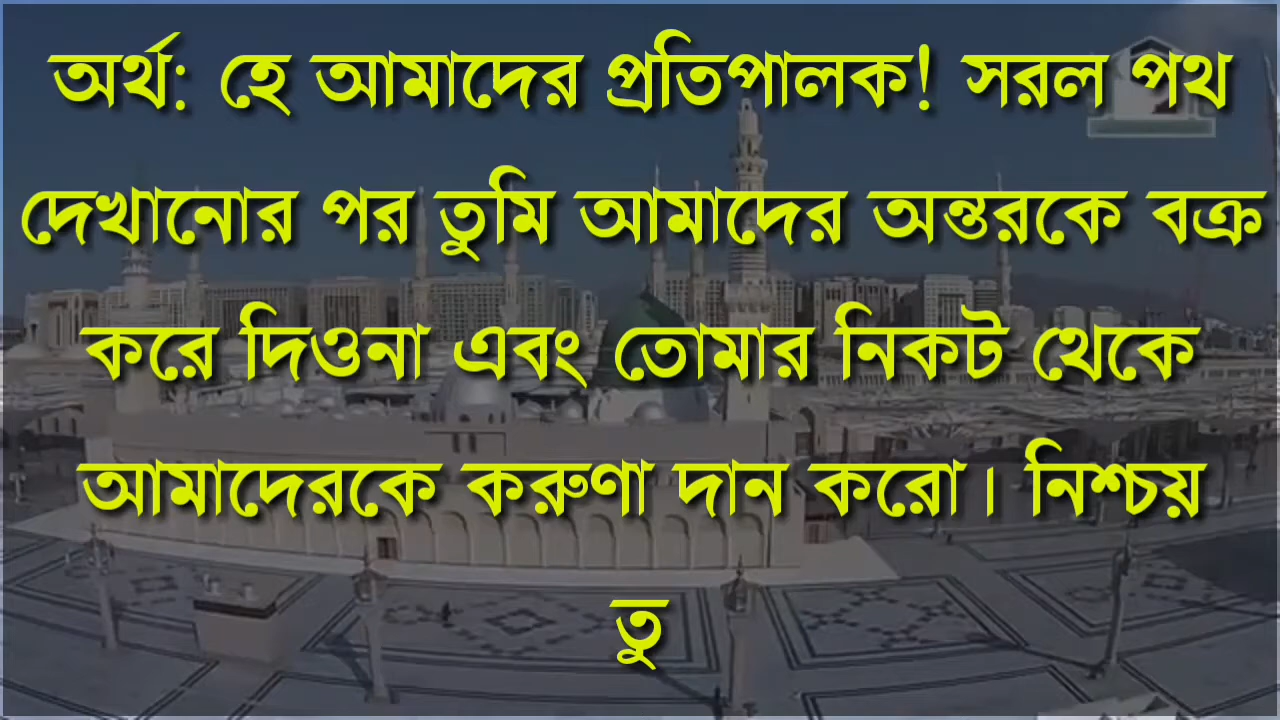 অর্থ: হে আমাদের প্রতিপালক! সরল পথ
দেখানোর পর তুমি আমাদের অন্তরকে বক্র
করে দিওনা এবং তোমার নিকট থেকে
আমাদেরকে করুণা দান করো। নিশ্চয়
তু